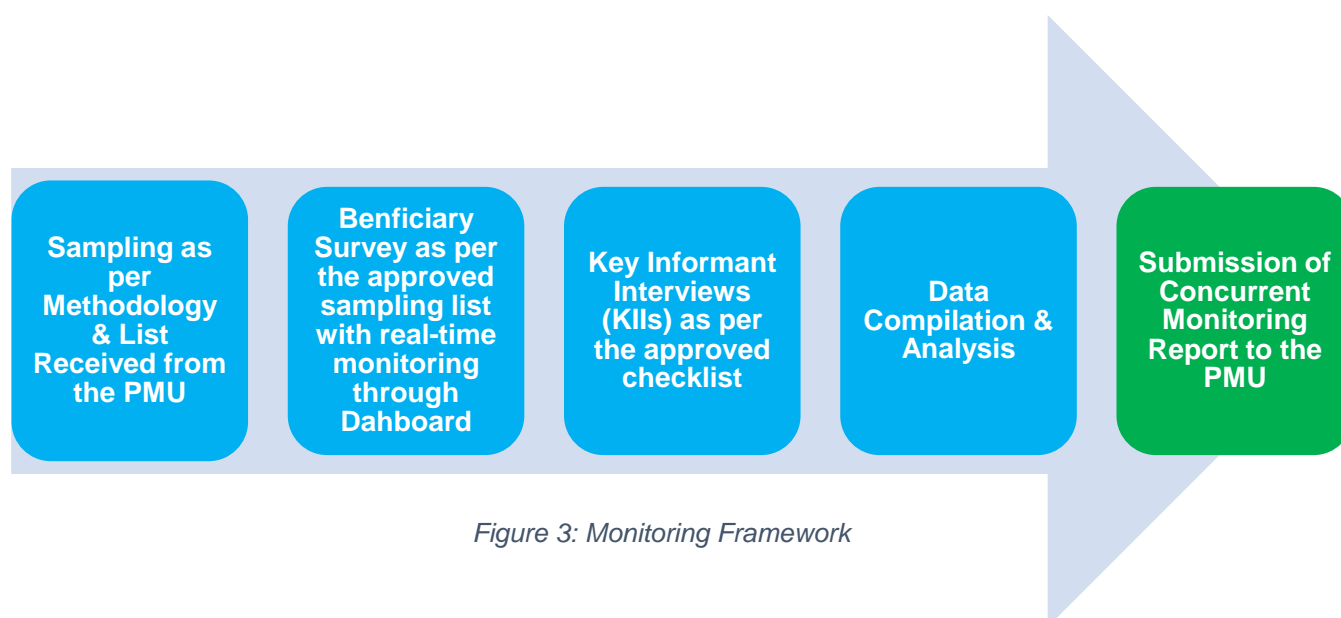 Sampling as
per
Methodology
& List
Received from
the PMU
Benficiary
Survey as per
the approved
sampling list
with real-time
monitoring
through
Dahboard
Key Informant
Interviews
(KIIs) as per
the approved
checklist
Data
Compilation &
Analysis
Submission of
Concurrent
Monitoring
Report to the
PMU
Figure 3: Monitoring Framework